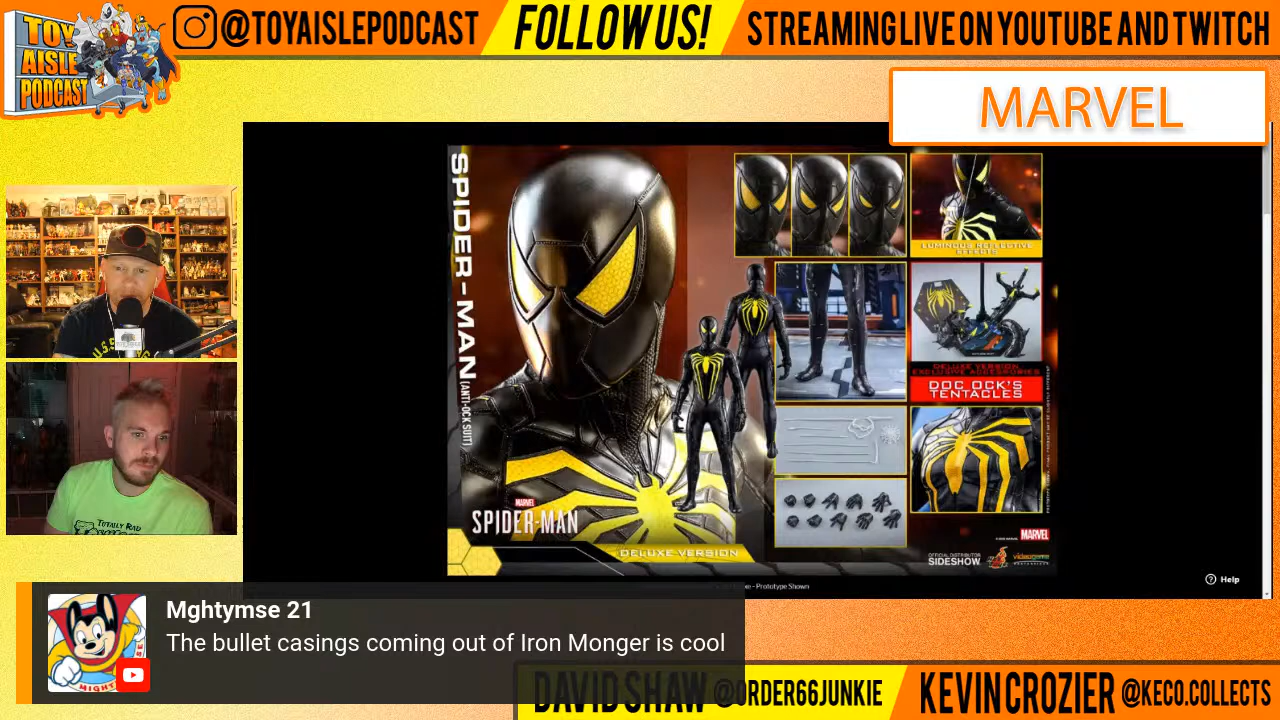 TOY
AISLE
PODCAST
@TOYAISLEPODCAST
FOLLOW US!
STREAMING LIVE ON YOUTUBE AND TWITCH
MARVEL
SPIDER-MAN (ANTI-OCK SUIT)
LUMINOUS REFLECTIVE
EFFECTS
DELUXE VERSION
EXCLUSIVE ACCESSORIES
DOC OCK'S
TENTACLES
MARVEL
SPIDER-MAN
DELUXE VERSION
MARVEL
OFFICIAL DISTRIBUTOR
SIDESHOW
- Prototype Shown
Help
TOTALLY RAD
Mghtymse 21
The bullet casings coming out of Iron Monger is cool
DAVID SHAW @ORDER66JUNKIE
KEVIN CROZIER @KECO.COLLECTS